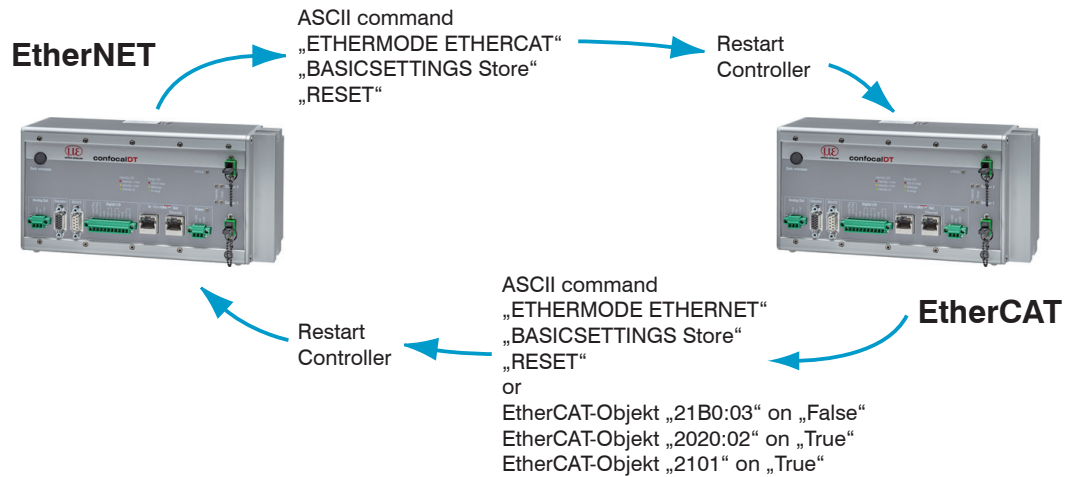 EtherNET
ASCII command
„ETHERMODE ETHERCAT“
„BASICSETTINGS Store“
„RESET“
Restart
Controller
confocalDT
confocalDT
EtherCAT
ASCII command
„ETHERMODE ETHERNET“
„BASICSETTINGS Store“
„RESET“
or
EtherCAT-Objekt „21B0:03“ on „False“
EtherCAT-Objekt „2020:02“ on „True“
EtherCAT-Objekt „2101“ on „True“
Restart
Controller